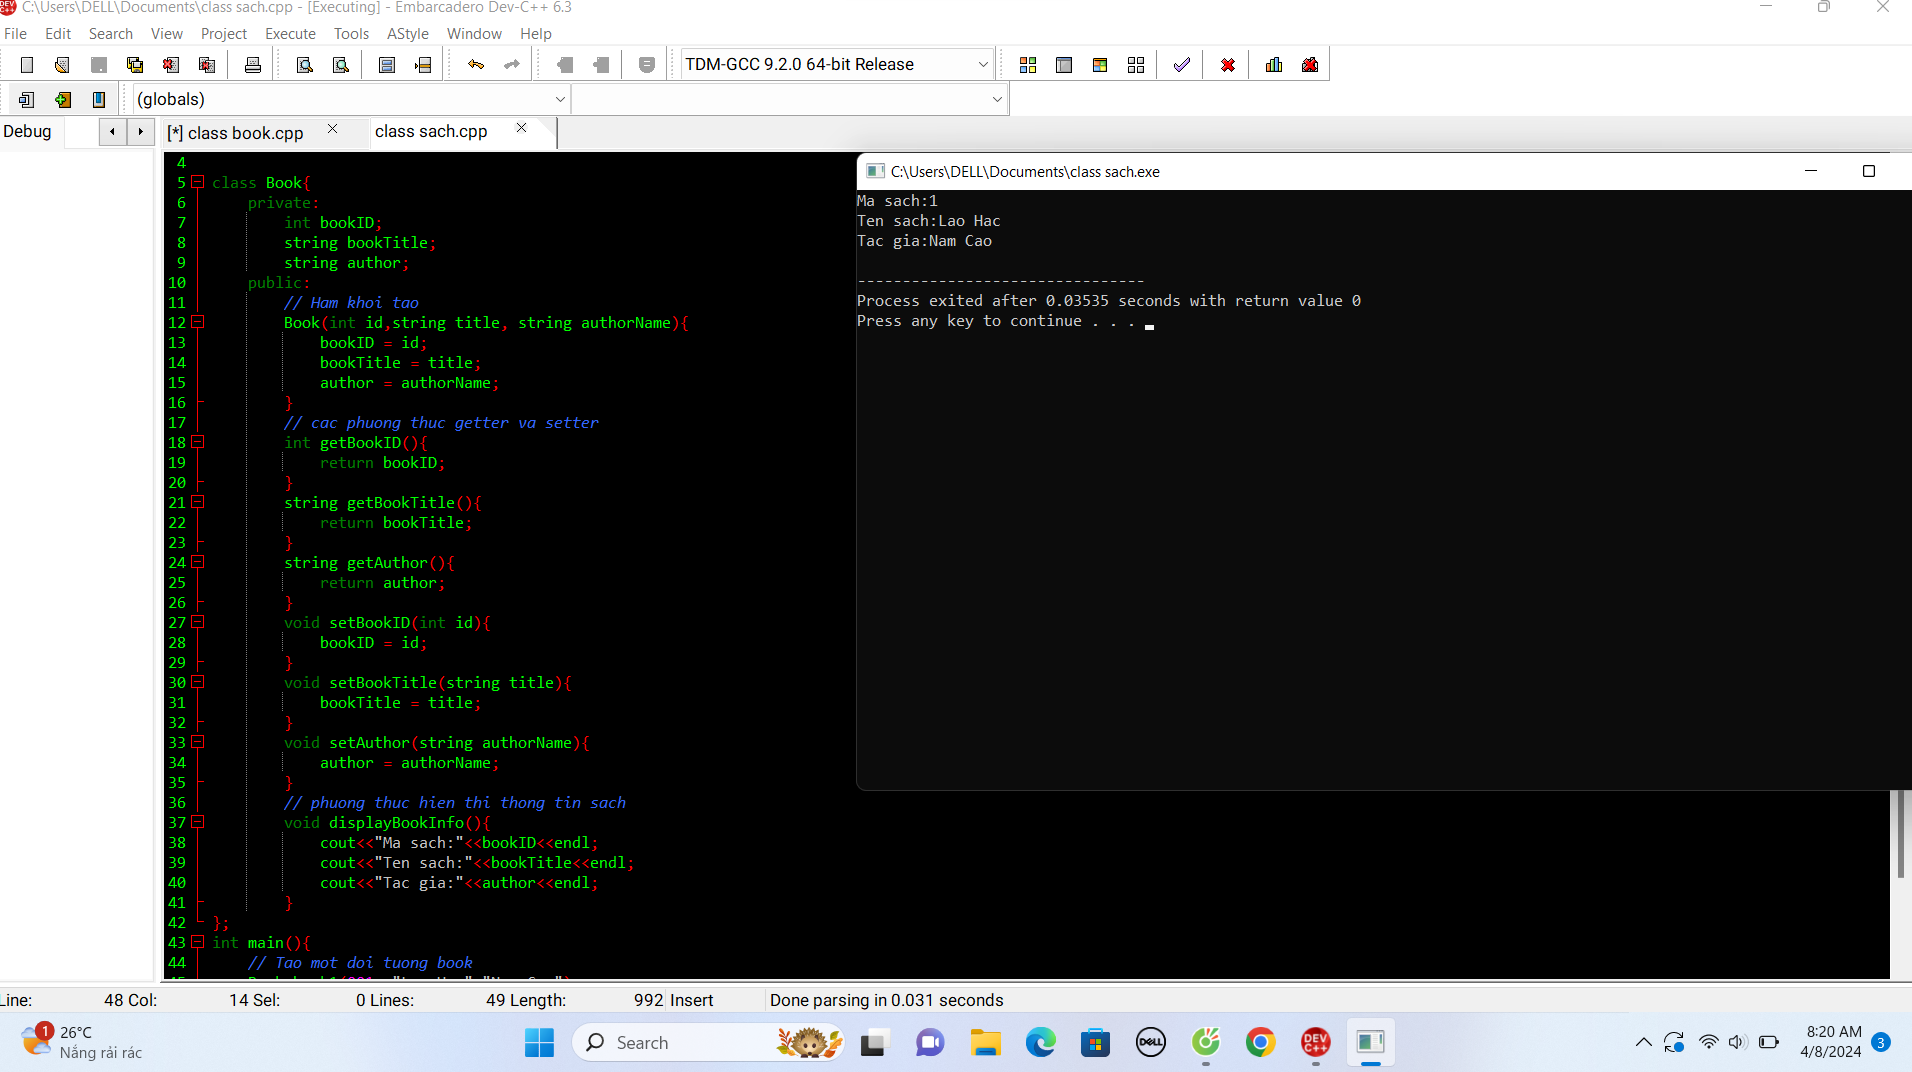 C:\Users\DELL\Documents\class sach.cpp - [Executing] - Embarcadero Dev-C++ 6.3
File Edit Search View Project Execute Tools AStyle Window Help
TDM-GCC 9.2.0 64-bit Release
(globals)
Debug
[*] class book.cpp
class sach.cpp
4
5 class Book{
6 private:
7 int bookID;
8 string bookTitle;
9 string author;
10 public:
11 // Ham khoi tao
12 Book(int id,string title, string authorName){
13 bookID = id;
14 bookTitle = title;
15 author = authorName;
16 }
17 // cac phuong thuc getter va setter
18 int getBookID(){
19 return bookID;
20 }
21 string getBookTitle(){
22 return bookTitle;
23 }
24 string getAuthor(){
25 return author;
26 }
27 void setBookID(int id){
28 bookID = id;
29 }
30 void setBookTitle(string title){
31 bookTitle = title;
32 }
33 void setAuthor(string authorName){
34 author = authorName;
35 }
36 // phuong thuc hien thi thong tin sach
37 void displayBookInfo(){
38 cout<<"Ma sach:"<<bookID<<endl;
39 cout<<"Ten sach:"<<bookTitle<<endl;
40 cout<<"Tac gia:"<<author<<endl;
41 }
42 };
43 int main(){
44 // Tao mot doi tuong book
C:\Users\DELL\Documents\class sach.exe
Ma sach:1
Ten sach:Lao Hac
Tac gia:Nam Cao
--------------------------------
Process exited after 0.03535 seconds with return value 0
Press any key to continue . . .
Line: 48 Col: 14 Sel: 0 Lines: 49 Length: 992 Insert Done parsing in 0.031 seconds
1
26°C
Nắng rải rác
Search
DELL
DEV C++
8:20 AM
4/8/2024
3